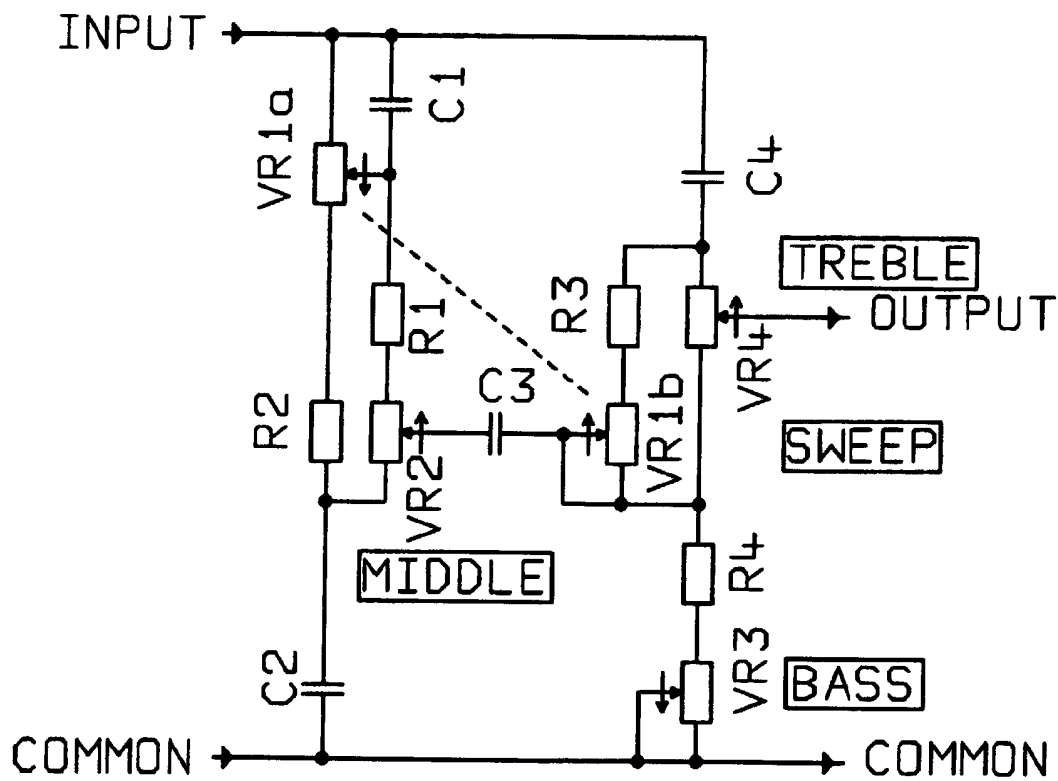 INPUT
C1
VR1a
C4
TREBLE
R3
R1
OUTPUT
VR4
C3
R2
VR1b
SWEEP
VR2
MIDDLE
R4
C2
VR3
BASS
COMMON
COMMON